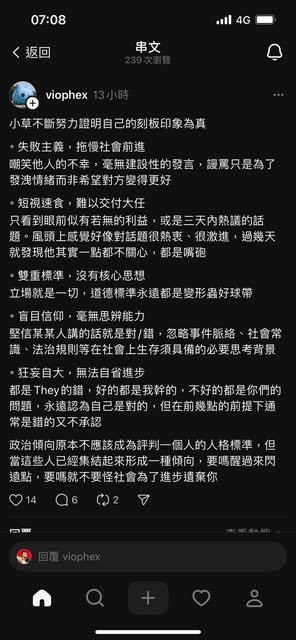 07:08
4G
返回
串文
239 次瀏覽
viophex 13小時
小草不斷努力證明自己的刻板印象為真
◦ 失敗主義，拖慢社會前進
嘲笑他人的不幸，毫無建設性的發言，謾罵只是為了
發洩情緒而非希望對方變得更好
◦ 短視速食，難以交付大任
只看到眼前似有若無的利益，或是三天內熱議的話
題。風頭上感覺好像對話題很熱衷、很激進，過幾天
就發現他其實一點都不關心，都是嘴砲
◦ 雙重標準，沒有核心思想
立場就是一切，道德標準永遠都是變形蟲好球帶
◦ 盲目信仰，毫無思辨能力
堅信某某人講的話就是對/錯，忽略事件脈絡、社會常
識、法治規則等在社會上生存須具備的必要思考背景
◦ 狂妄自大，無法自省進步
都是 They 的錯，好的都是我幹的，不好的都是你們的
問題，永遠認為自己是對的，但在前幾點的前提下通
常是錯的又不承認
政治傾向原本不應該成為評判一個人的人格標準，但
當這些人已經集結起來形成一種傾向，要嗎醒過來閃
遠點，要嗎就不要怪社會為了進步遺棄你
14 6 2
回覆 viophex